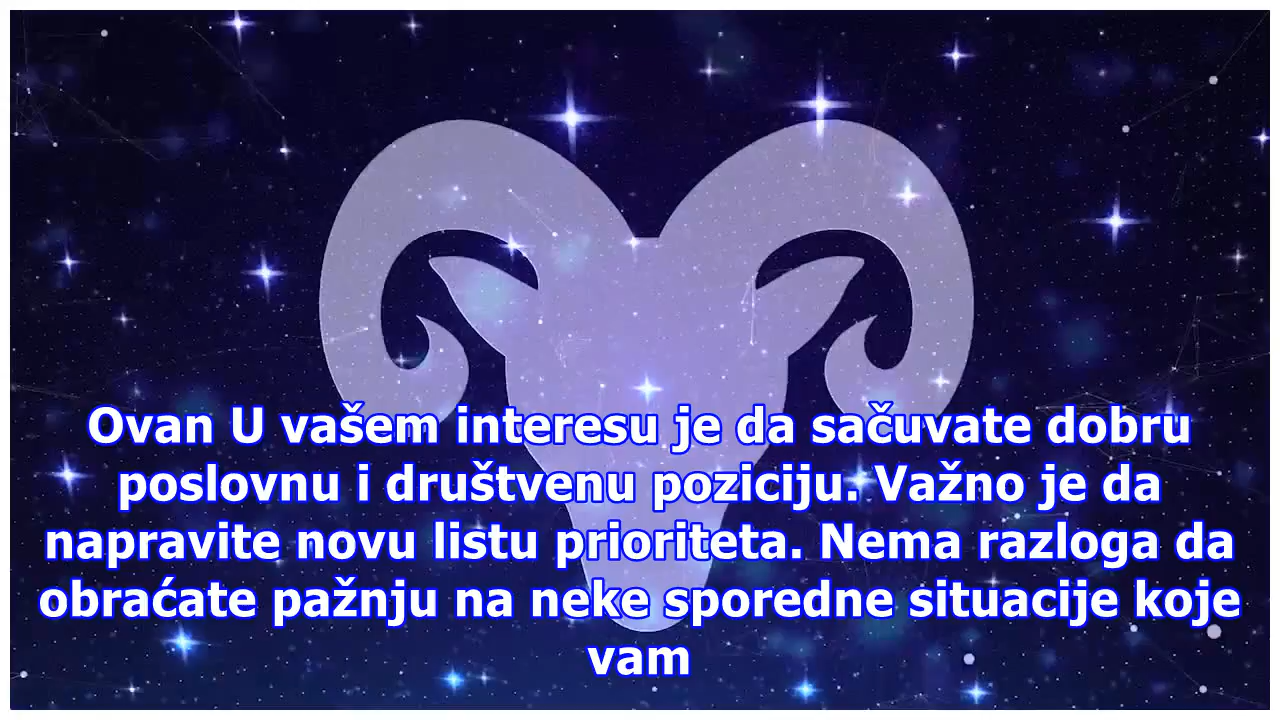 Ovan U vašem interesu je da sačuvate dobru
poslovnu i društvenu poziciju. Važno je da
napravite novu listu prioriteta. Nema razloga da
obraćate pažnju na neke sporedne situacije koje
vam